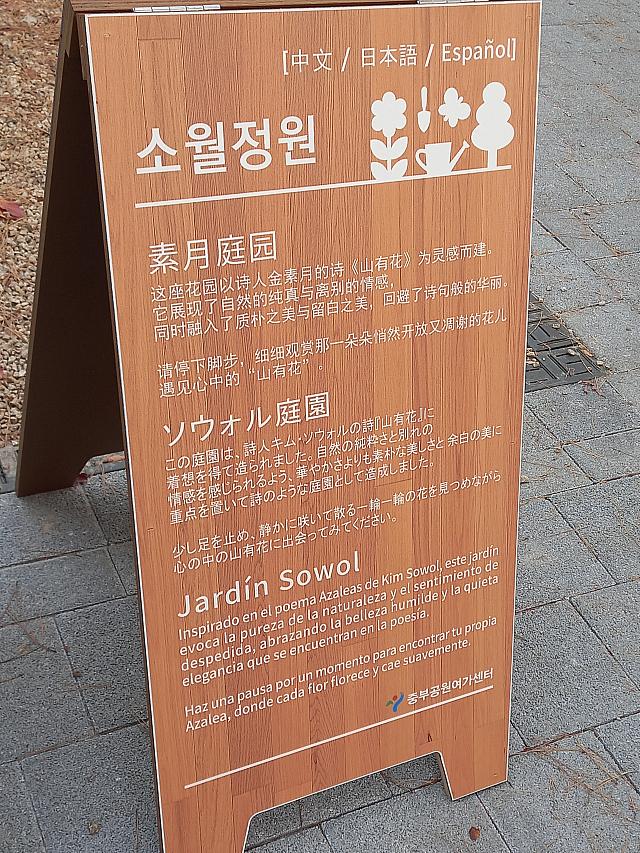 [中文 / 日本語 / Español]
소월정원
素月庭园
这座花园以诗人金素月的诗《山有花》为灵感而建。
它展现了自然的纯真与离别的情感，
同时融入了质朴之美与留白之美，回避了诗句般的华丽。
请停下脚步，细细观赏那一朵朵悄然开放又凋谢的花儿
遇见心中的“山有花”。
ソウォル庭園
この庭園は、詩人キム・ソウォルの詩『山有花』に
着想を得て造られました。自然の純粋さと別れの
情感を感じられるよう、華やかさよりも素朴な美しさと 余白の美に
重点を置いて詩のような庭園として造成しました。
少し足を止め、静かに咲いて散る一輪一輪の花を見つめながら
心の中の山有花に出会ってみてください。
Jardín Sowol
Inspirado en el poema Azaleas de Kim Sowol, este jardín
evoca la pureza de la naturaleza y el sentimiento de
despedida, abrazando la belleza humilde y la quieta
elegancia que se encuentran en la poesía.
Haz una pausa por un momento para encontrar tu propia
Azalea, donde cada flor florece y cae suavemente.
중부공원여가센터